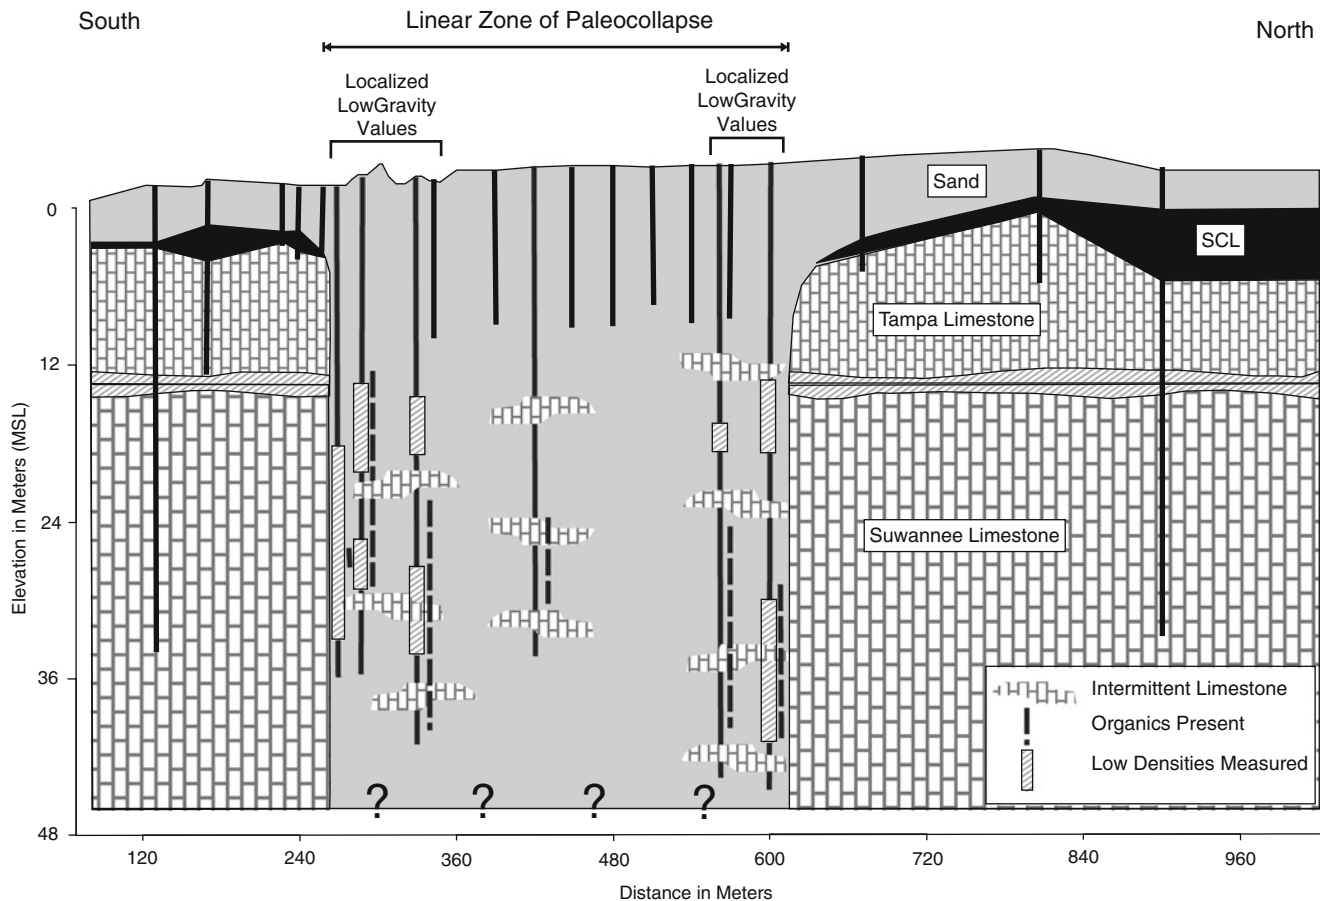 South
Linear Zone of Paleocollapse
North
Localized
LowGravity
Values
Localized
LowGravity
Values
Sand
SCL
Tampa Limestone
Suwannee Limestone
Intermittent Limestone
Organics Present
Low Densities Measured
? ? ? ?
Elevation in Meters (MSL)
0
12
24
36
48
120 240 360 480 600 720 840 960
Distance in Meters